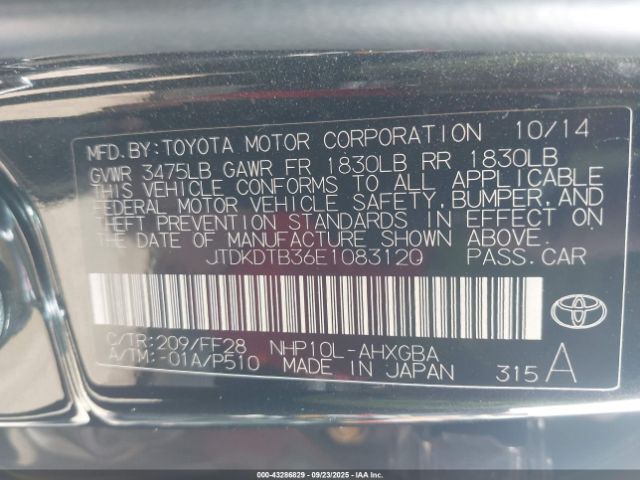 MFD.BY:TOYOTA MOTOR CORPORATION 10/14
GVWR 3475LB GAWR FR 1830LB RR 1830LB
THIS VEHICLE CONFORMS TO ALL APPLICABLE
FEDERAL MOTOR VEHICLE SAFETY,BUMPER,AND
THEFT PREVENTION STANDARDS IN EFFECT ON
THE DATE OF MANUFACTURE SHOWN ABOVE.
JTDKDTB36E1083120 PASS.CAR
C/TR:209/FF28 NHP10L-AHXGBA
A/TM:-01A/P510 MADE IN JAPAN 315A
000-43286829 - 09/23/2025 - IAAI.com